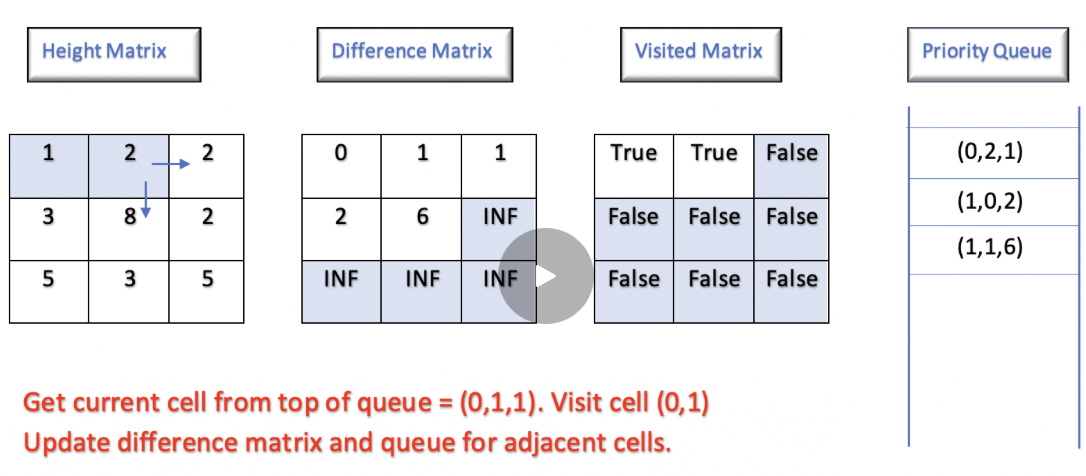 Height Matrix
Difference Matrix
Visited Matrix
Priority Queue
1 2 2
3 8 2
5 3 5
0 1 1
2 6 INF
INF INF INF
True True False
False False False
False False False
(0,2,1)
(1,0,2)
(1,1,6)
Get current cell from top of queue = (0,1,1). Visit cell (0,1)
Update difference matrix and queue for adjacent cells.